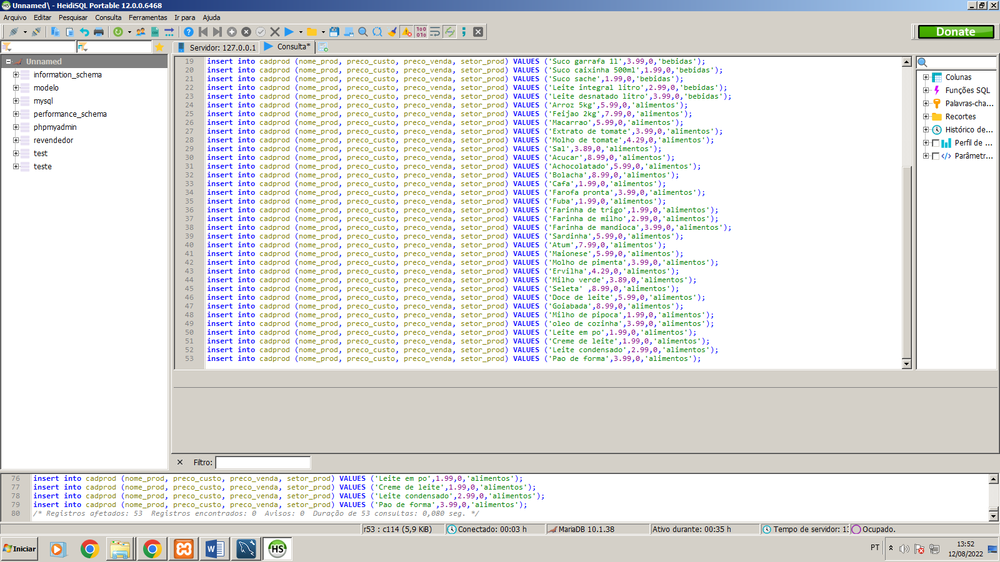 Unnamed\ - HeidiSQL Portable 12.0.0.6468
Arquivo Editar Pesquisar Consulta Ferramentas Ir para Ajuda
Donate
Servidor: 127.0.0.1 Consulta*
Unnamed
information_schema
modelo
mysql
performance_schema
phpmyadmin
revendedor
test
teste
19 insert into cadprod (nome_prod, preco_custo, preco_venda, setor_prod) VALUES ('Suco garrafa 1l',3.99,0,'bebidas');
20 insert into cadprod (nome_prod, preco_custo, preco_venda, setor_prod) VALUES ('Suco caixinha 500ml',1.99,0,'bebidas');
21 insert into cadprod (nome_prod, preco_custo, preco_venda, setor_prod) VALUES ('Suco sache',1.99,0,'bebidas');
22 insert into cadprod (nome_prod, preco_custo, preco_venda, setor_prod) VALUES ('Leite integral litro',2.99,0,'bebidas');
23 insert into cadprod (nome_prod, preco_custo, preco_venda, setor_prod) VALUES ('Leite desnatado litro',3.99,0,'bebidas');
24 insert into cadprod (nome_prod, preco_custo, preco_venda, setor_prod) VALUES ('Arroz 5kg',5.99,0,'alimentos');
25 insert into cadprod (nome_prod, preco_custo, preco_venda, setor_prod) VALUES ('Feijao 2kg',7.99,0,'alimentos');
26 insert into cadprod (nome_prod, preco_custo, preco_venda, setor_prod) VALUES ('Macarrao',5.99,0,'alimentos');
27 insert into cadprod (nome_prod, preco_custo, preco_venda, setor_prod) VALUES ('Extrato de tomate',3.99,0,'alimentos');
28 insert into cadprod (nome_prod, preco_custo, preco_venda, setor_prod) VALUES ('Molho de tomate',4.29,0,'alimentos');
29 insert into cadprod (nome_prod, preco_custo, preco_venda, setor_prod) VALUES ('Sal',3.89,0,'alimentos');
30 insert into cadprod (nome_prod, preco_custo, preco_venda, setor_prod) VALUES ('Acucar',8.99,0,'alimentos');
31 insert into cadprod (nome_prod, preco_custo, preco_venda, setor_prod) VALUES ('Achocolatado',5.99,0,'alimentos');
32 insert into cadprod (nome_prod, preco_custo, preco_venda, setor_prod) VALUES ('Bolacha',8.99,0,'alimentos');
33 insert into cadprod (nome_prod, preco_custo, preco_venda, setor_prod) VALUES ('Cafa',1.99,0,'alimentos');
34 insert into cadprod (nome_prod, preco_custo, preco_venda, setor_prod) VALUES ('Farofa pronta',3.99,0,'alimentos');
35 insert into cadprod (nome_prod, preco_custo, preco_venda, setor_prod) VALUES ('Fuba',1.99,0,'alimentos');
36 insert into cadprod (nome_prod, preco_custo, preco_venda, setor_prod) VALUES ('Farinha de trigo',1.99,0,'alimentos');
37 insert into cadprod (nome_prod, preco_custo, preco_venda, setor_prod) VALUES ('Farinha de milho',2.99,0,'alimentos');
38 insert into cadprod (nome_prod, preco_custo, preco_venda, setor_prod) VALUES ('Farinha de mandioca',3.99,0,'alimentos');
39 insert into cadprod (nome_prod, preco_custo, preco_venda, setor_prod) VALUES ('Sardinha',5.99,0,'alimentos');
40 insert into cadprod (nome_prod, preco_custo, preco_venda, setor_prod) VALUES ('Atum',7.99,0,'alimentos');
41 insert into cadprod (nome_prod, preco_custo, preco_venda, setor_prod) VALUES ('Maionese',5.99,0,'alimentos');
42 insert into cadprod (nome_prod, preco_custo, preco_venda, setor_prod) VALUES ('Molho de pimenta',3.99,0,'alimentos');
43 insert into cadprod (nome_prod, preco_custo, preco_venda, setor_prod) VALUES ('Ervilha',4.29,0,'alimentos');
44 insert into cadprod (nome_prod, preco_custo, preco_venda, setor_prod) VALUES ('Milho verde',3.89,0,'alimentos');
45 insert into cadprod (nome_prod, preco_custo, preco_venda, setor_prod) VALUES ('Seleta' ,8.99,0,'alimentos');
46 insert into cadprod (nome_prod, preco_custo, preco_venda, setor_prod) VALUES ('Doce de leite',5.99,0,'alimentos');
47 insert into cadprod (nome_prod, preco_custo, preco_venda, setor_prod) VALUES ('Goiabada',8.99,0,'alimentos');
48 insert into cadprod (nome_prod, preco_custo, preco_venda, setor_prod) VALUES ('Milho de pipoca',1.99,0,'alimentos');
49 insert into cadprod (nome_prod, preco_custo, preco_venda, setor_prod) VALUES ('oleo de cozinha',3.99,0,'alimentos');
50 insert into cadprod (nome_prod, preco_custo, preco_venda, setor_prod) VALUES ('Leite em po',1.99,0,'alimentos');
51 insert into cadprod (nome_prod, preco_custo, preco_venda, setor_prod) VALUES ('Creme de leite',1.99,0,'alimentos');
52 insert into cadprod (nome_prod, preco_custo, preco_venda, setor_prod) VALUES ('Leite condensado',2.99,0,'alimentos');
53 insert into cadprod (nome_prod, preco_custo, preco_venda, setor_prod) VALUES ('Pao de forma',3.99,0,'alimentos');
Colunas
Funções SQL
Palavras-cha...
Recortes
Histórico de...
Perfil de ...
Parâmetr...
Filtro:
76 insert into cadprod (nome_prod, preco_custo, preco_venda, setor_prod) VALUES ('Leite em po',1.99,0,'alimentos');
77 insert into cadprod (nome_prod, preco_custo, preco_venda, setor_prod) VALUES ('Creme de leite',1.99,0,'alimentos');
78 insert into cadprod (nome_prod, preco_custo, preco_venda, setor_prod) VALUES ('Leite condensado',2.99,0,'alimentos');
79 insert into cadprod (nome_prod, preco_custo, preco_venda, setor_prod) VALUES ('Pao de forma',3.99,0,'alimentos');
80 /* Registros afetados: 53 Registros encontrados: 0 Avisos: 0 Duração de 53 consultas: 0,080 seg. */
r53 : c114 (5,9 KiB) Conectado: 00:03 h MariaDB 10.1.38 Ativo durante: 00:35 h Tempo de servidor: 13 Ocupado.
Iniciar
HS
PT
13:52
12/08/2022